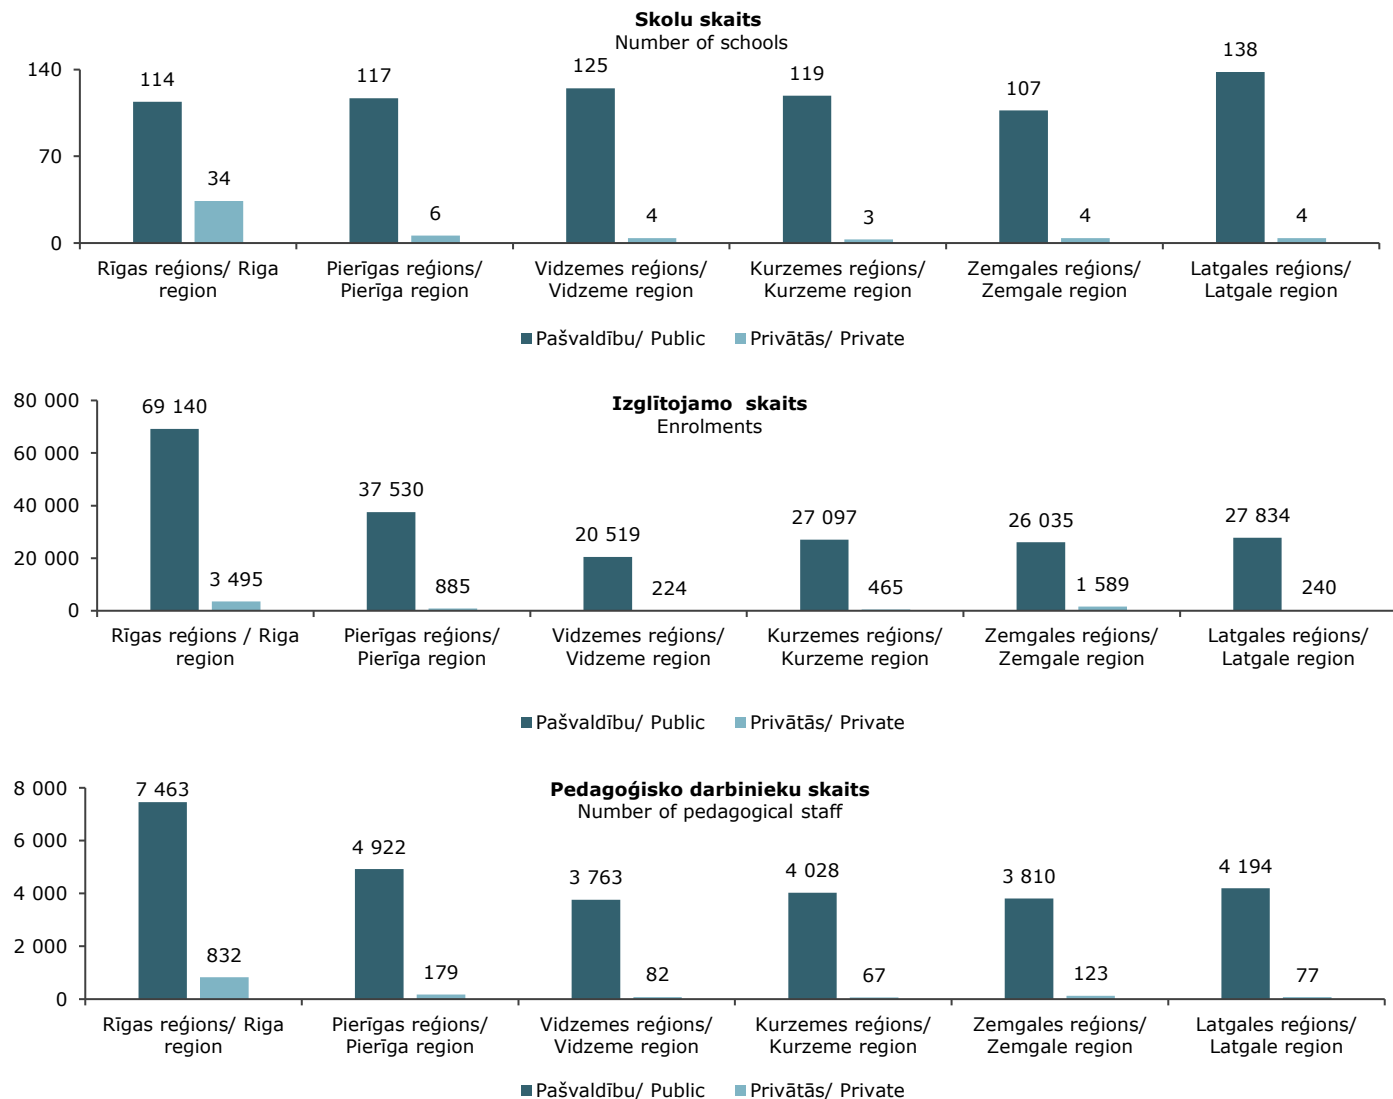 Skolu skaits
Number of schools
140
70
0
114
34
117
6
125
4
119
3
107
4
138
4
Rīgas reģions/ Riga
region
Pierīgas reģions/
Pierīga region
Vidzemes reģions/
Vidzeme region
Kurzemes reģions/
Kurzeme region
Zemgales reģions/
Zemgale region
Latgales reģions/
Latgale region
Pašvaldību/ Public
Privātās/ Private
Izglītojamo skaits
Enrolments
80 000
60 000
40 000
20 000
0
69 140
3 495
37 530
885
20 519
224
27 097
465
26 035
1 589
27 834
240
Rīgas reģions / Riga
region
Pierīgas reģions/
Pierīga region
Vidzemes reģions/
Vidzeme region
Kurzemes reģions/
Kurzeme region
Zemgales reģions/
Zemgale region
Latgales reģions/
Latgale region
Pašvaldību/ Public
Privātās/ Private
Pedagoģisko darbinieku skaits
Number of pedagogical staff
8 000
6 000
4 000
2 000
0
7 463
832
4 922
179
3 763
82
4 028
67
3 810
123
4 194
77
Rīgas reģions/ Riga
region
Pierīgas reģions/
Pierīga region
Vidzemes reģions/
Vidzeme region
Kurzemes reģions/
Kurzeme region
Zemgales reģions/
Zemgale region
Latgales reģions/
Latgale region
Pašvaldību/ Public
Privātās/ Private